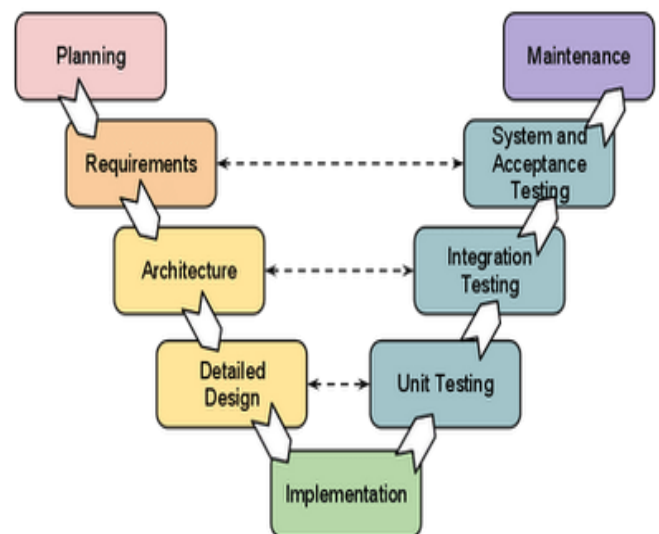 Planning
Maintenance
Requirements
System and
Acceptance
Testing
Architecture
Integration
Testing
Detailed
Design
Unit Testing
Implementation